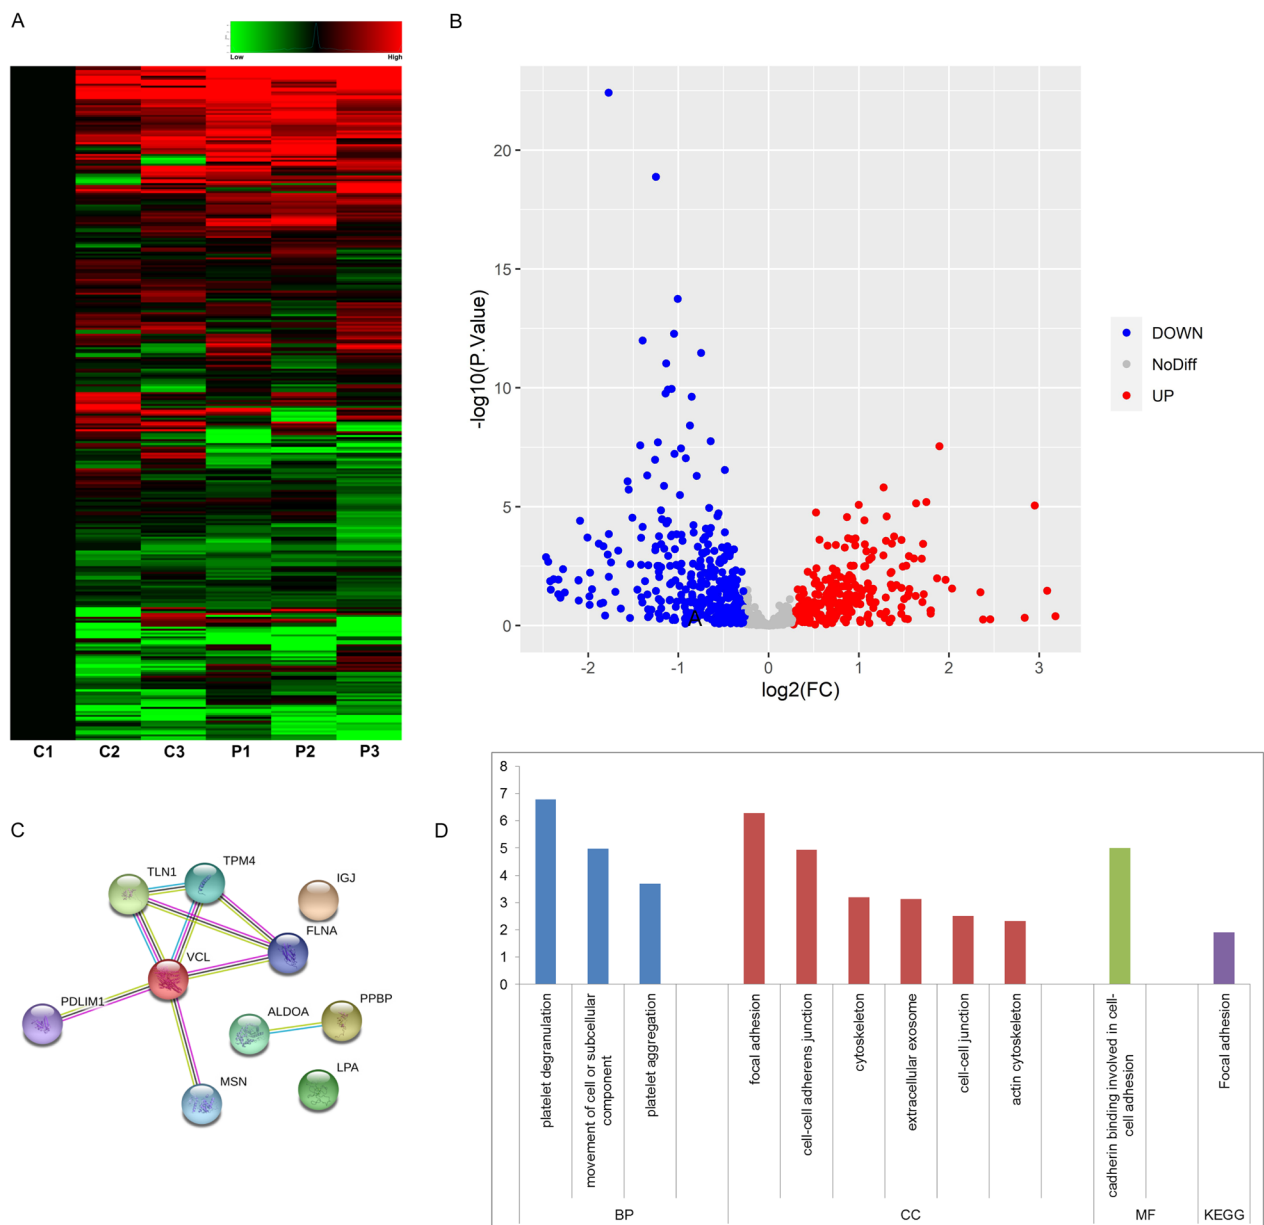 A
Low
High
C1 C2 C3 P1 P2 P3
B
20
15
10
5
0
-2 -1 0 1 2 3
-log10(P.Value)
log2(FC)
A
DOWN
NoDiff
UP
C
TLN1
TPM4
IGJ
FLNA
VCL
PDLIM1
ALDOA
PPBP
LPA
MSN
D
8
7
6
5
4
3
2
1
0
platelet degranulation
movement of cell or subcellular
component
platelet aggregation
focal adhesion
cell-cell adherens junction
cytoskeleton
extracellular exosome
cell-cell junction
actin cytoskeleton
cadherin binding involved in cell-
cell adhesion
Focal adhesion
BP CC MF KEGG